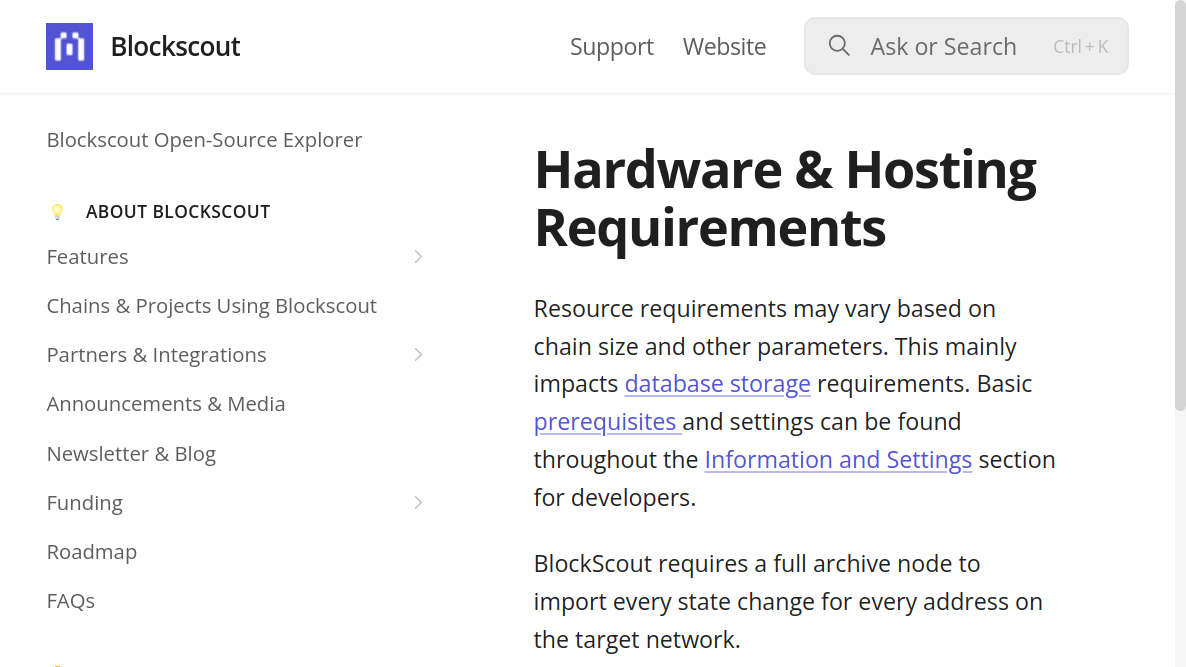 Blockscout
Support
Website
Ask or Search
Ctrl + K
Blockscout Open-Source Explorer
ABOUT BLOCKSCOUT
Features
Chains & Projects Using Blockscout
Partners & Integrations
Announcements & Media
Newsletter & Blog
Funding
Roadmap
FAQs
Hardware & Hosting
Requirements
Resource requirements may vary based on
chain size and other parameters. This mainly
impacts database storage requirements. Basic
prerequisites and settings can be found
throughout the Information and Settings section
for developers.
BlockScout requires a full archive node to
import every state change for every address on
the target network.